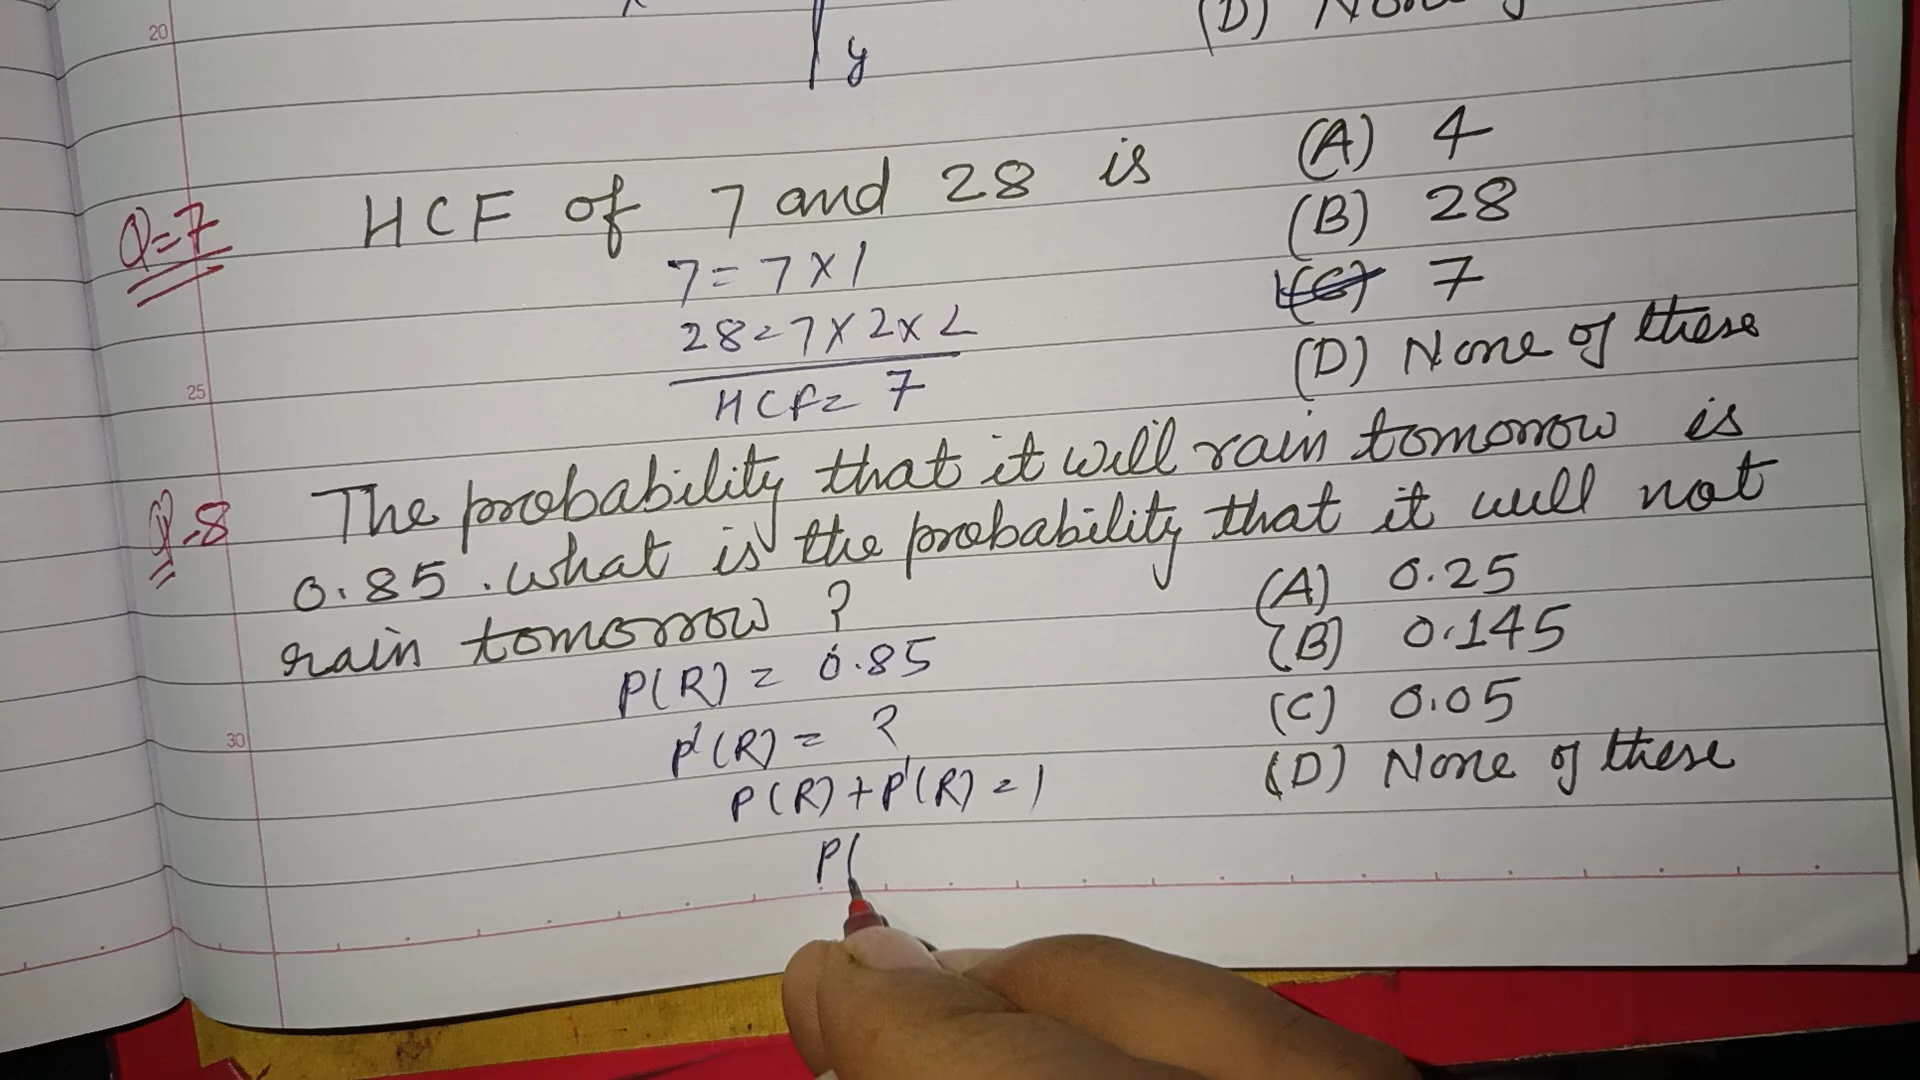 20
y
(D) None
Q=7 HCF of 7 and 28 is
(A) 4
(B) 28
(C) 7
(D) None of these
7 = 7 X 1
28 = 7 X 2 X 2
25
HCF = 7
Q-8 The probability that it will rain tomorrow is
0.85. what is the probability that it will not
rain tomorrow ?
(A) 0.25
(B) 0.145
(C) 0.05
(D) None of these
P(R) = 0.85
P'(R) = ?
30
P(R) + P'(R) = 1
P(